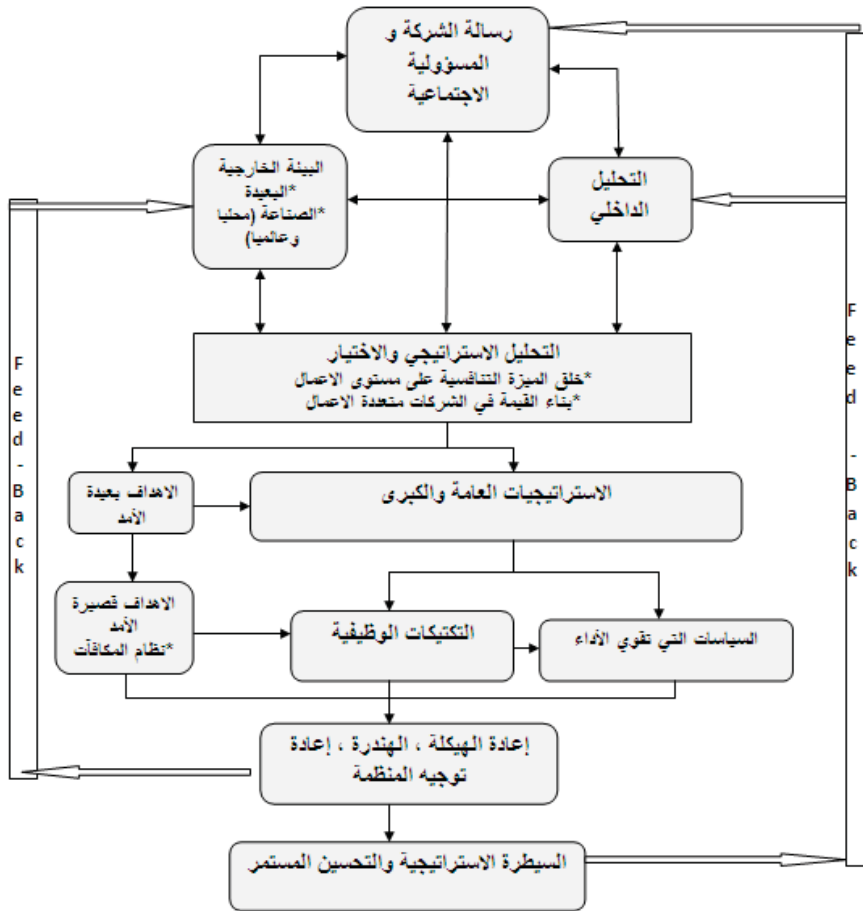 رسالة الشركة و
المسؤولية
الاجتماعية
البيئة الخارجية
*البعيدة
*الصناعة (محليا
وعالميا)
التحليل
الداخلي
التحليل الاستراتيجي والاختيار
*خلق الميزة التنافسية على مستوى الاعمال
*بناء القيمة في الشركات متعددة الاعمال
الاهداف بعيدة
الأمد
الاستراتيجيات العامة والكبرى
الاهداف قصيرة
الأمد
*نظام المكافآت
التكتيكات الوظيفية
السياسات التي تقوي الأداء
إعادة الهيكلة ، الهندرة ، إعادة
توجيه المنظمة
السيطرة الاستراتيجية والتحسين المستمر
Feed-Back
Feed-Back